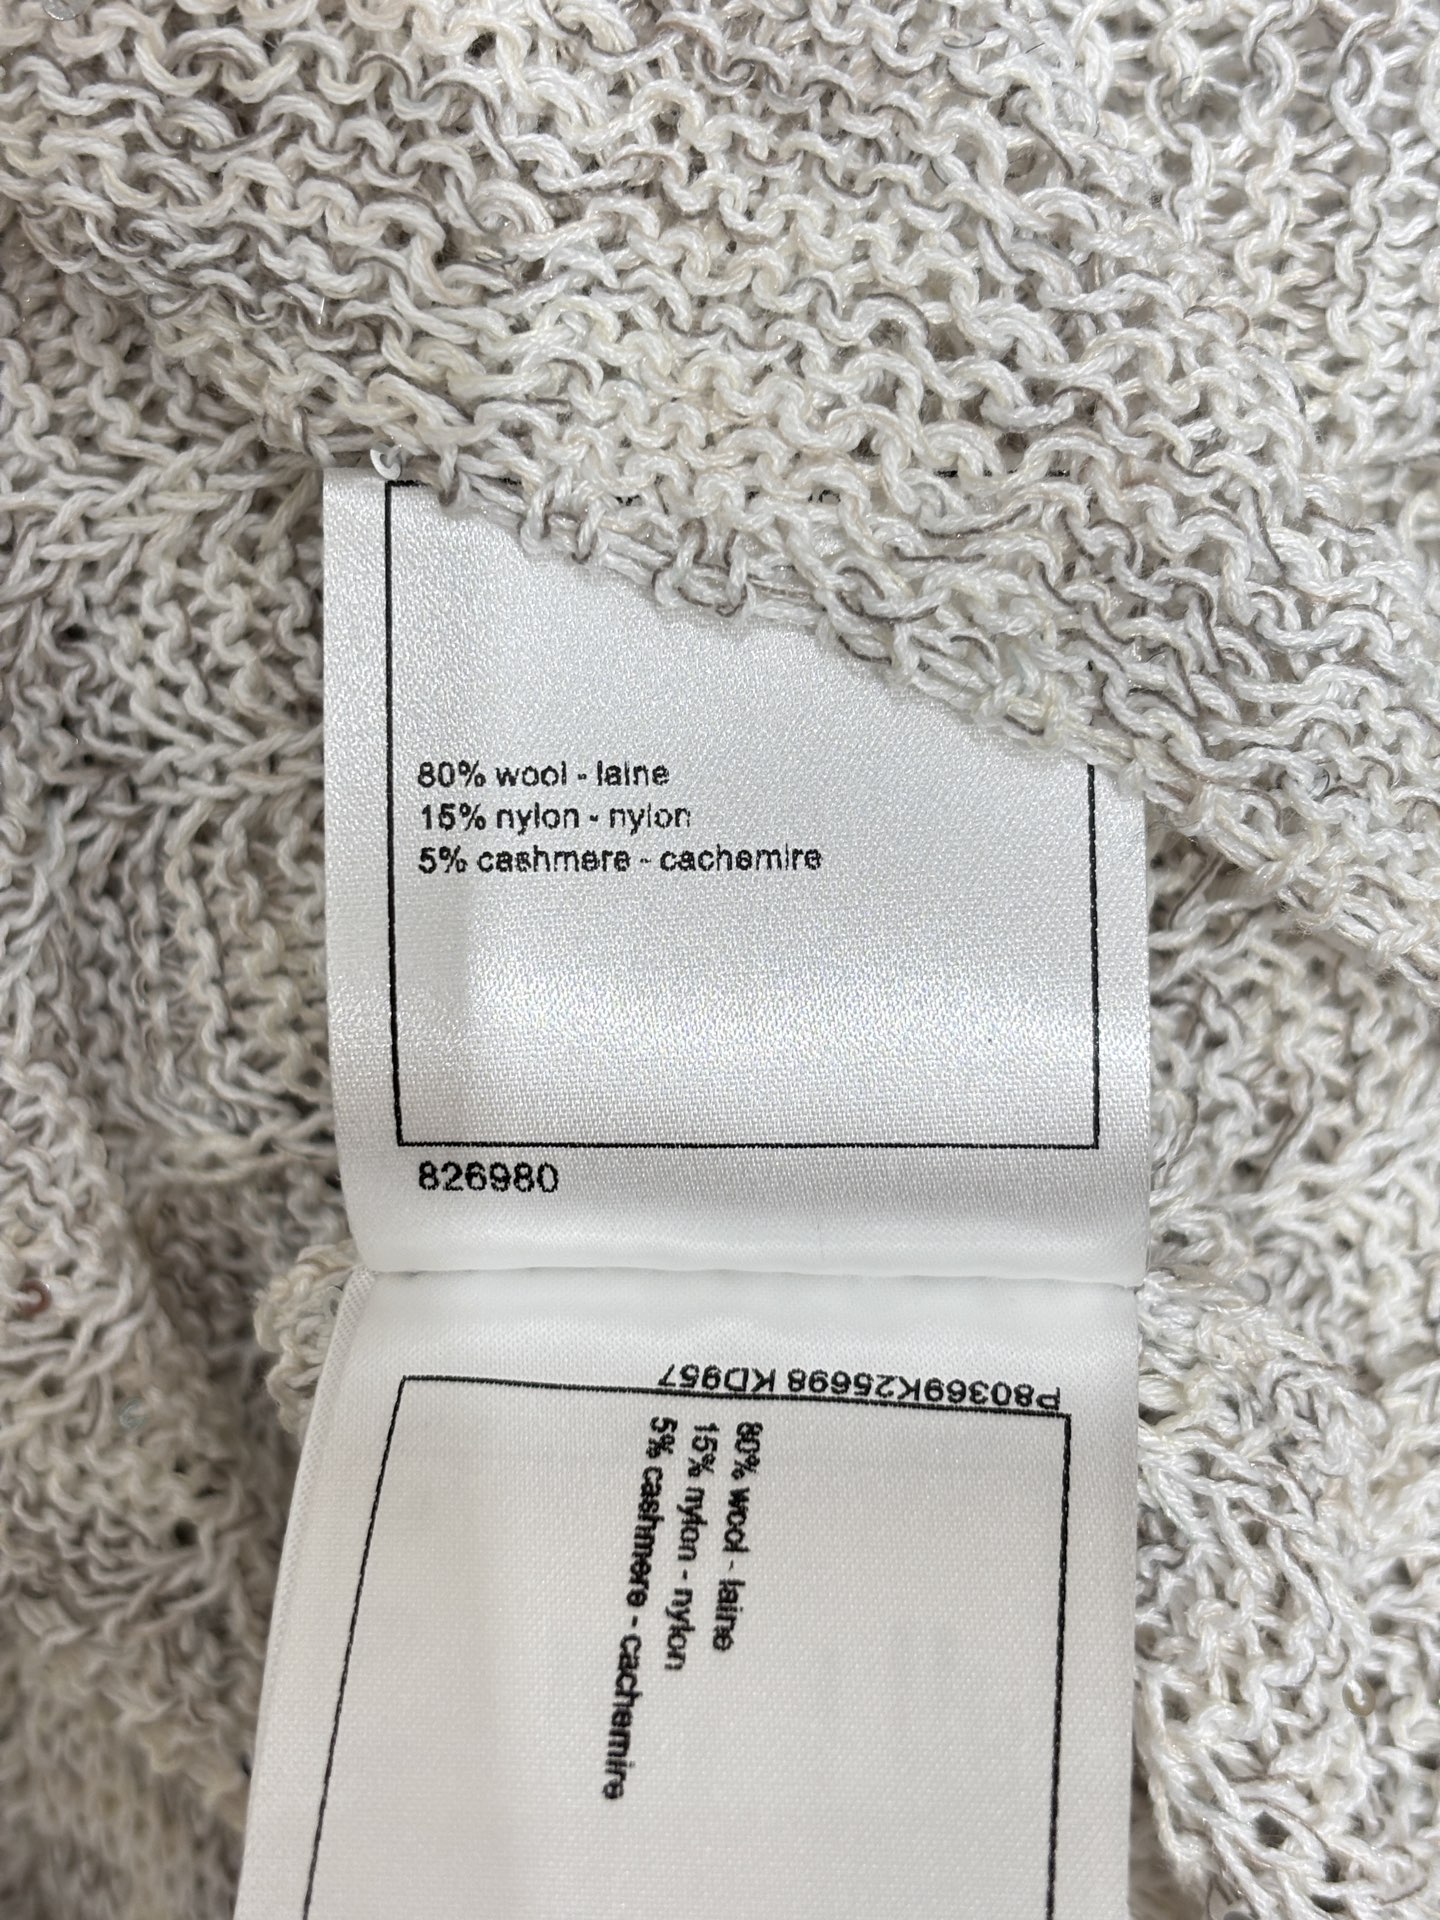 80% wool - laine
15% nylon - nylon
5% cashmere - cachemire
826980
P80369K25698 KD957
80% wool - laine
15% nylon - nylon
5% cashmere - cachemire